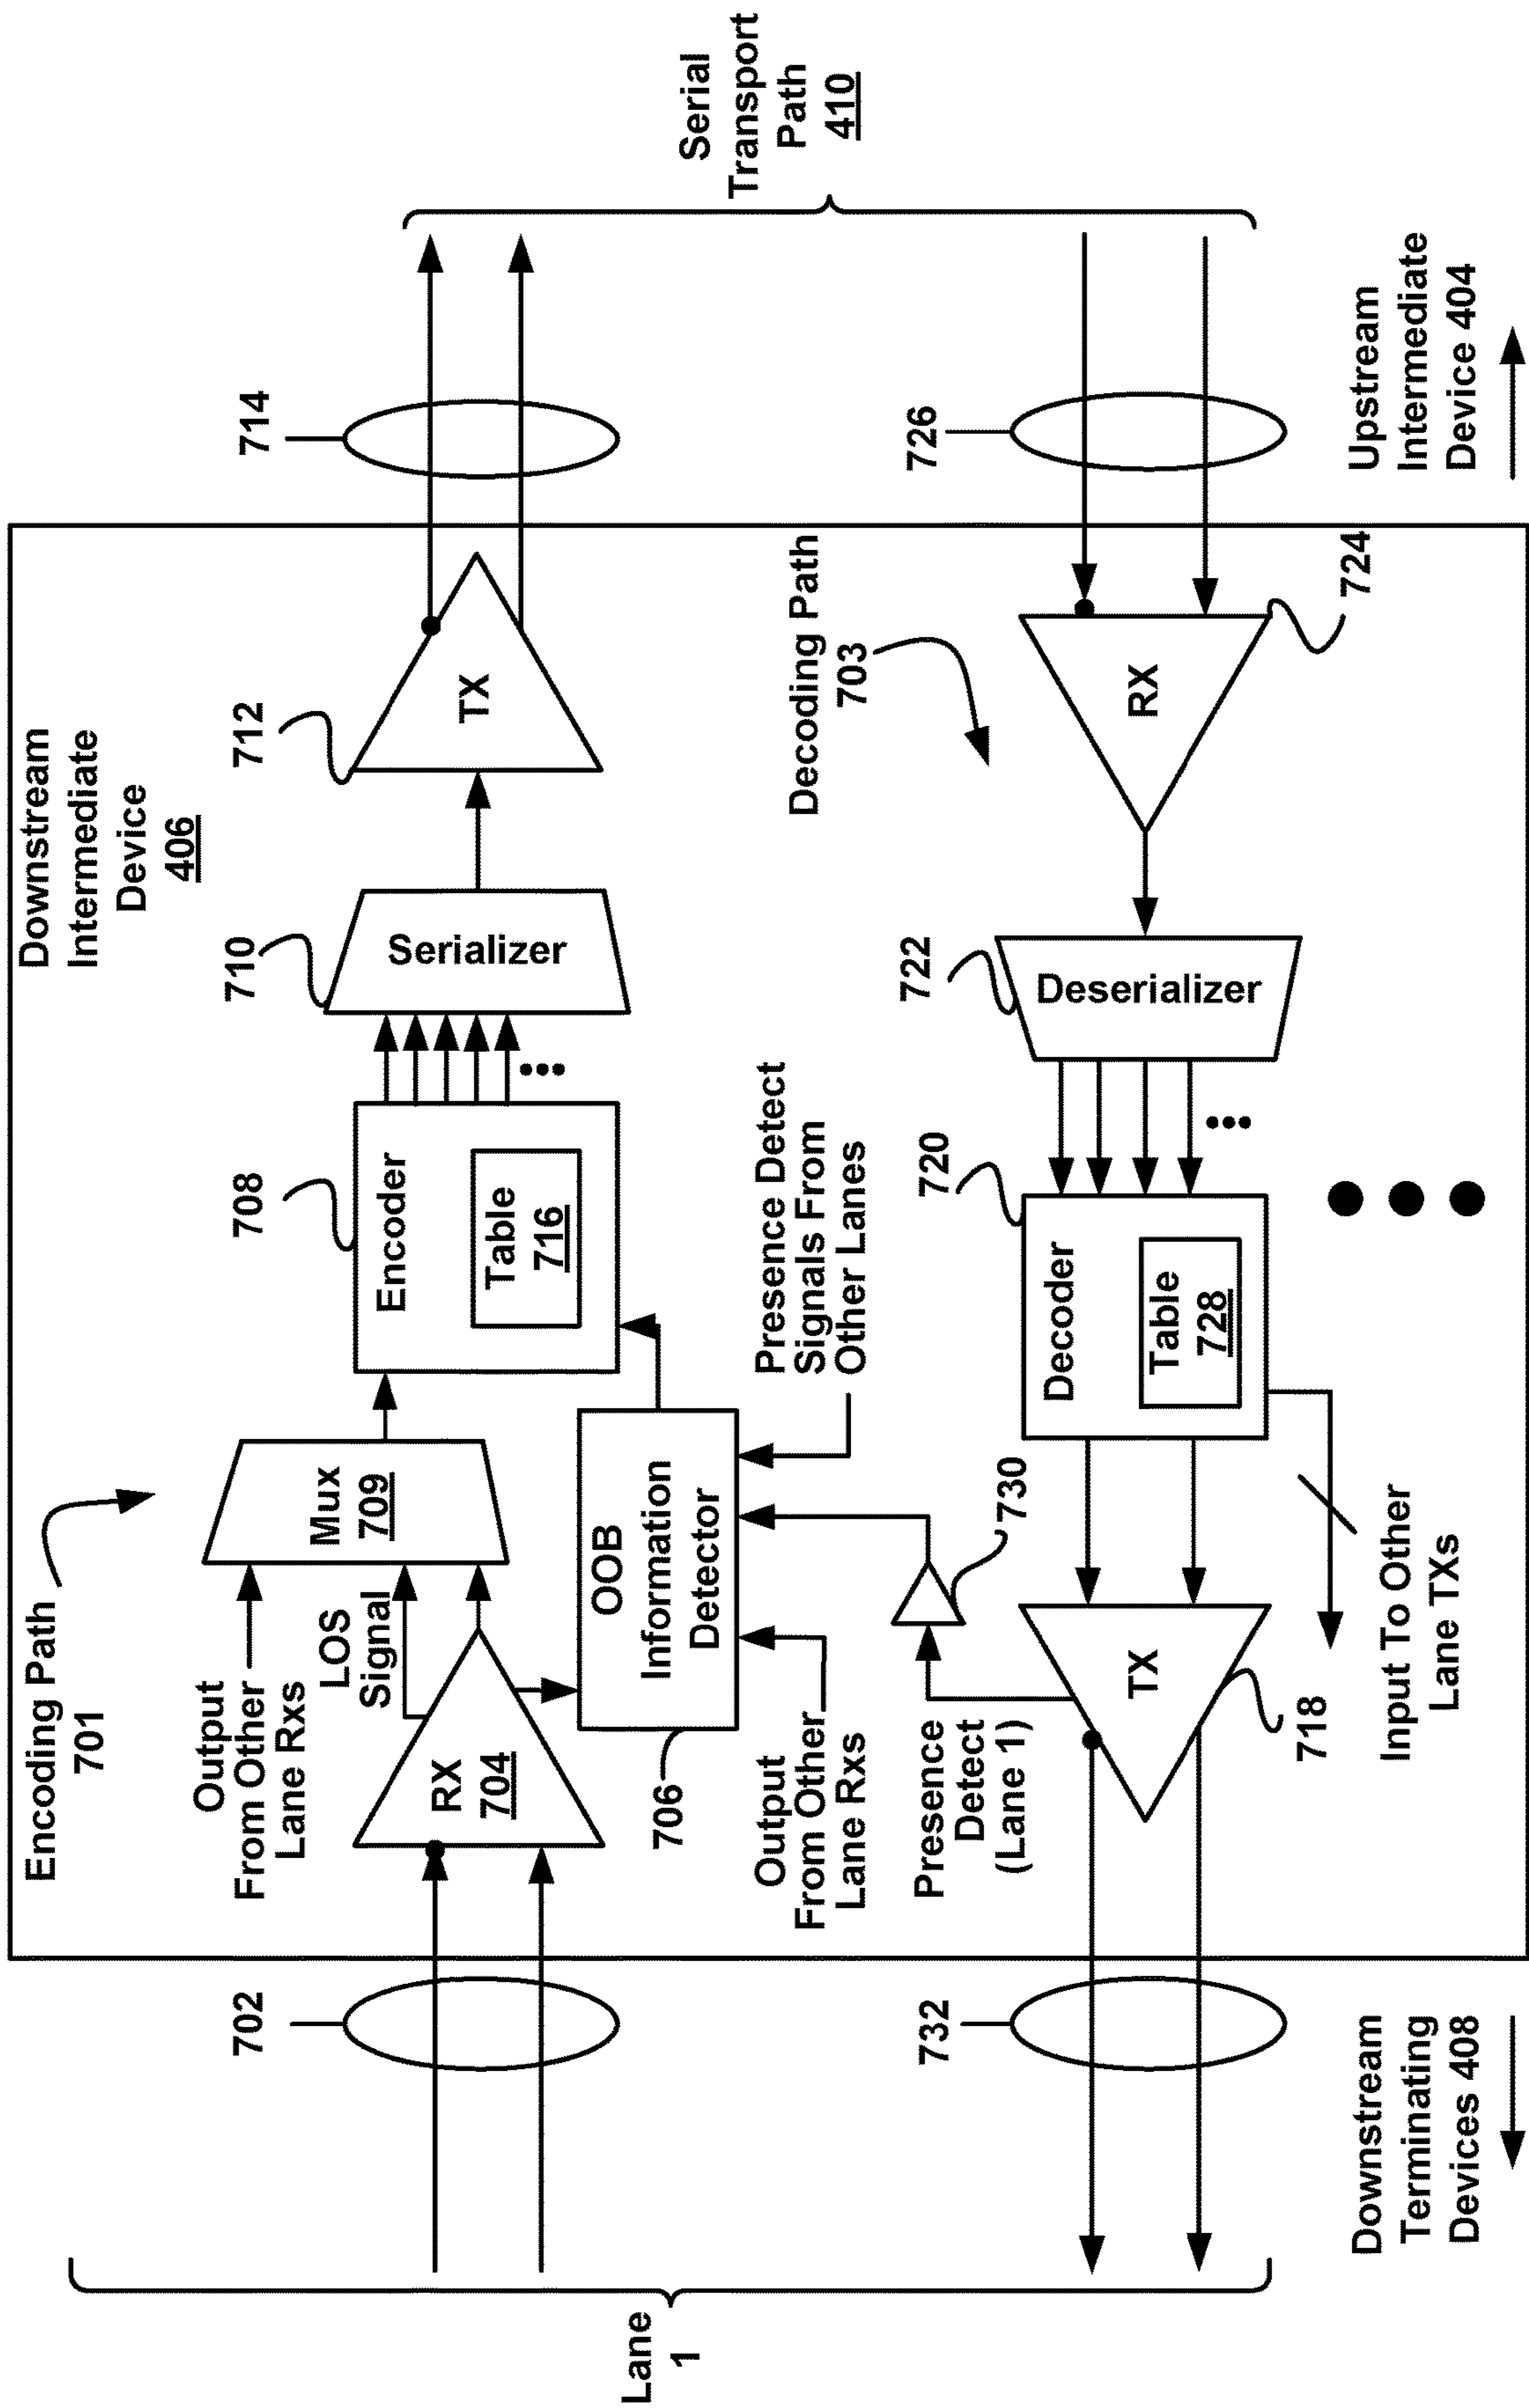 Downstream
Intermediate
Device
406
Encoding Path
701
Output
From Other
Lane Rxs
LOS
Signal
Mux
709
RX
704
702
708
Encoder
Table
716
710
Serializer
712
TX
714
Serial
Transport
Path
410
OOB
Information
Detector
706
Output
From Other
Lane Rxs
Presence Detect
Signals From
Other Lanes
Presence
Detect
(Lane 1)
730
Decoding Path
703
Lane
1
732
TX
718
720
Decoder
Table
728
722
Deserializer
RX
724
726
Input To Other
Lane TXs
Downstream
Terminating
Devices 408
Upstream
Intermediate
Device 404